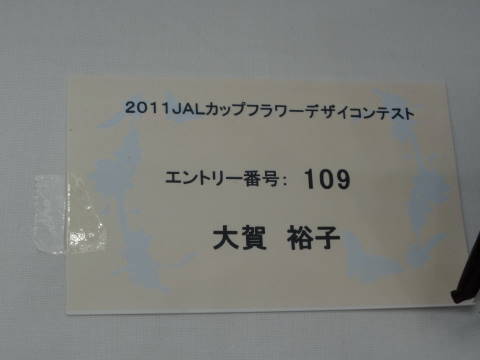 2011JALカップフラワーデザイコンテスト
エントリー番号: 109
大賀 裕子